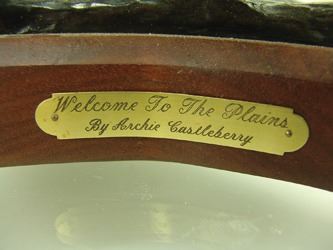 Welcome To The Plains
By Archie Castleberry